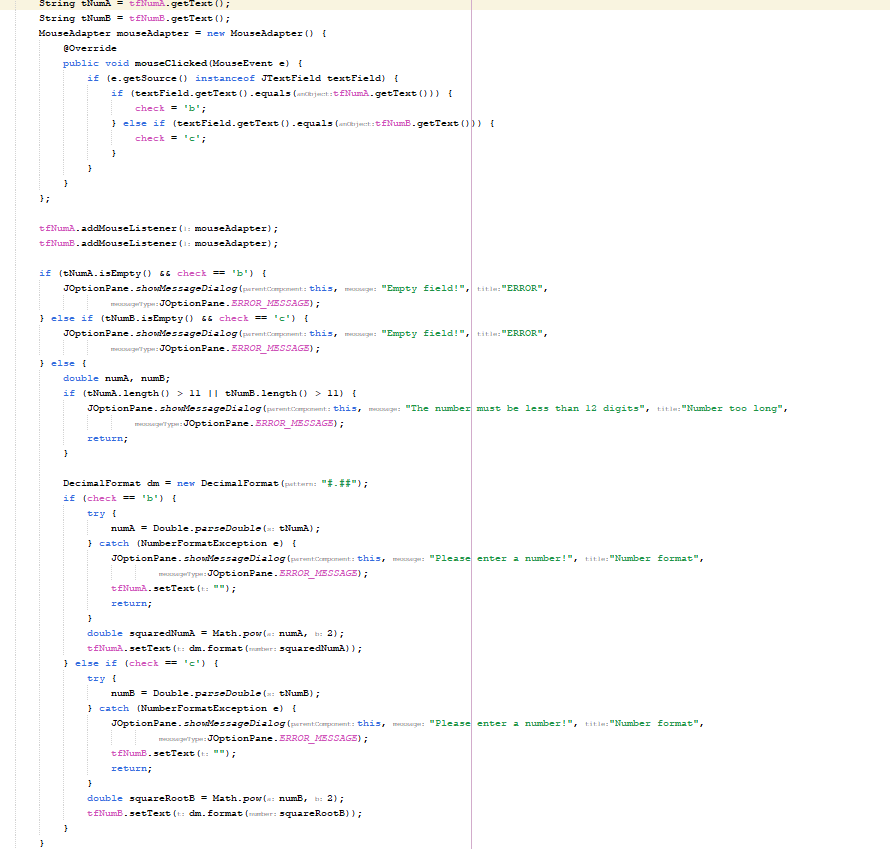 String tNumA = tfNumA.getText();
String tNumB = tfNumB.getText();
MouseAdapter mouseAdapter = new MouseAdapter() {
@Override
public void mouseClicked(MouseEvent e) {
if (e.getSource() instanceof JTextField textField) {
if (textField.getText().equals(anObject: tfNumA.getText())) {
check = 'b';
} else if (textField.getText().equals(anObject: tfNumB.getText())) {
check = 'c';
}
}
}
};
tfNumA.addMouseListener(l: mouseAdapter);
tfNumB.addMouseListener(l: mouseAdapter);
if (tNumA.isEmpty() && check == 'b') {
JOptionPane.showMessageDialog(parentComponent: this, message: "Empty field!", title: "ERROR",
messageType: JOptionPane.ERROR_MESSAGE);
} else if (tNumB.isEmpty() && check == 'c') {
JOptionPane.showMessageDialog(parentComponent: this, message: "Empty field!", title: "ERROR",
messageType: JOptionPane.ERROR_MESSAGE);
} else {
double numA, numB;
if (tNumA.length() > 11 || tNumB.length() > 11) {
JOptionPane.showMessageDialog(parentComponent: this, message: "The number must be less than 12 digits", title: "Number too long",
messageType: JOptionPane.ERROR_MESSAGE);
return;
}
DecimalFormat dm = new DecimalFormat(pattern: "#.##");
if (check == 'b') {
try {
numA = Double.parseDouble(s: tNumA);
} catch (NumberFormatException e) {
JOptionPane.showMessageDialog(parentComponent: this, message: "Please enter a number!", title: "Number format",
messageType: JOptionPane.ERROR_MESSAGE);
tfNumA.setText(t: "");
return;
}
double squaredNumA = Math.pow(a: numA, b: 2);
tfNumA.setText(t: dm.format(number: squaredNumA));
} else if (check == 'c') {
try {
numB = Double.parseDouble(s: tNumB);
} catch (NumberFormatException e) {
JOptionPane.showMessageDialog(parentComponent: this, message: "Please enter a number!", title: "Number format",
messageType: JOptionPane.ERROR_MESSAGE);
tfNumB.setText(t: "");
return;
}
double squareRootB = Math.pow(a: numB, b: 2);
tfNumB.setText(t: dm.format(number: squareRootB));
}
}